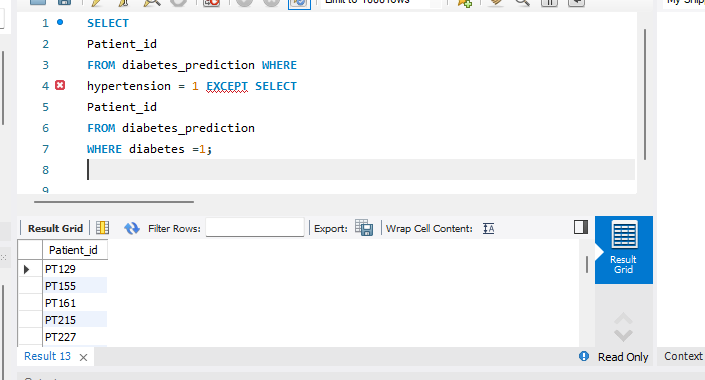 Limit to 1000 rows
1 SELECT
2 Patient_id
3 FROM diabetes_prediction WHERE
4 hypertension = 1 EXCEPT SELECT
5 Patient_id
6 FROM diabetes_prediction
7 WHERE diabetes =1;
8
9
Result Grid Filter Rows: Export: Wrap Cell Content:
Patient_id
PT129
PT155
PT161
PT215
PT227
Result Grid
Result 13 Read Only Context